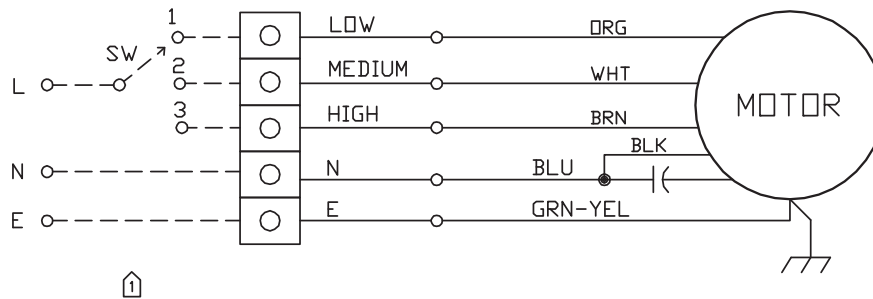 1
LOW
ORG
SW
2
MEDIUM
WHT
L
MOTOR
3
HIGH
BRN
BLK
N
N
BLU
E
E
GRN-YEL
1